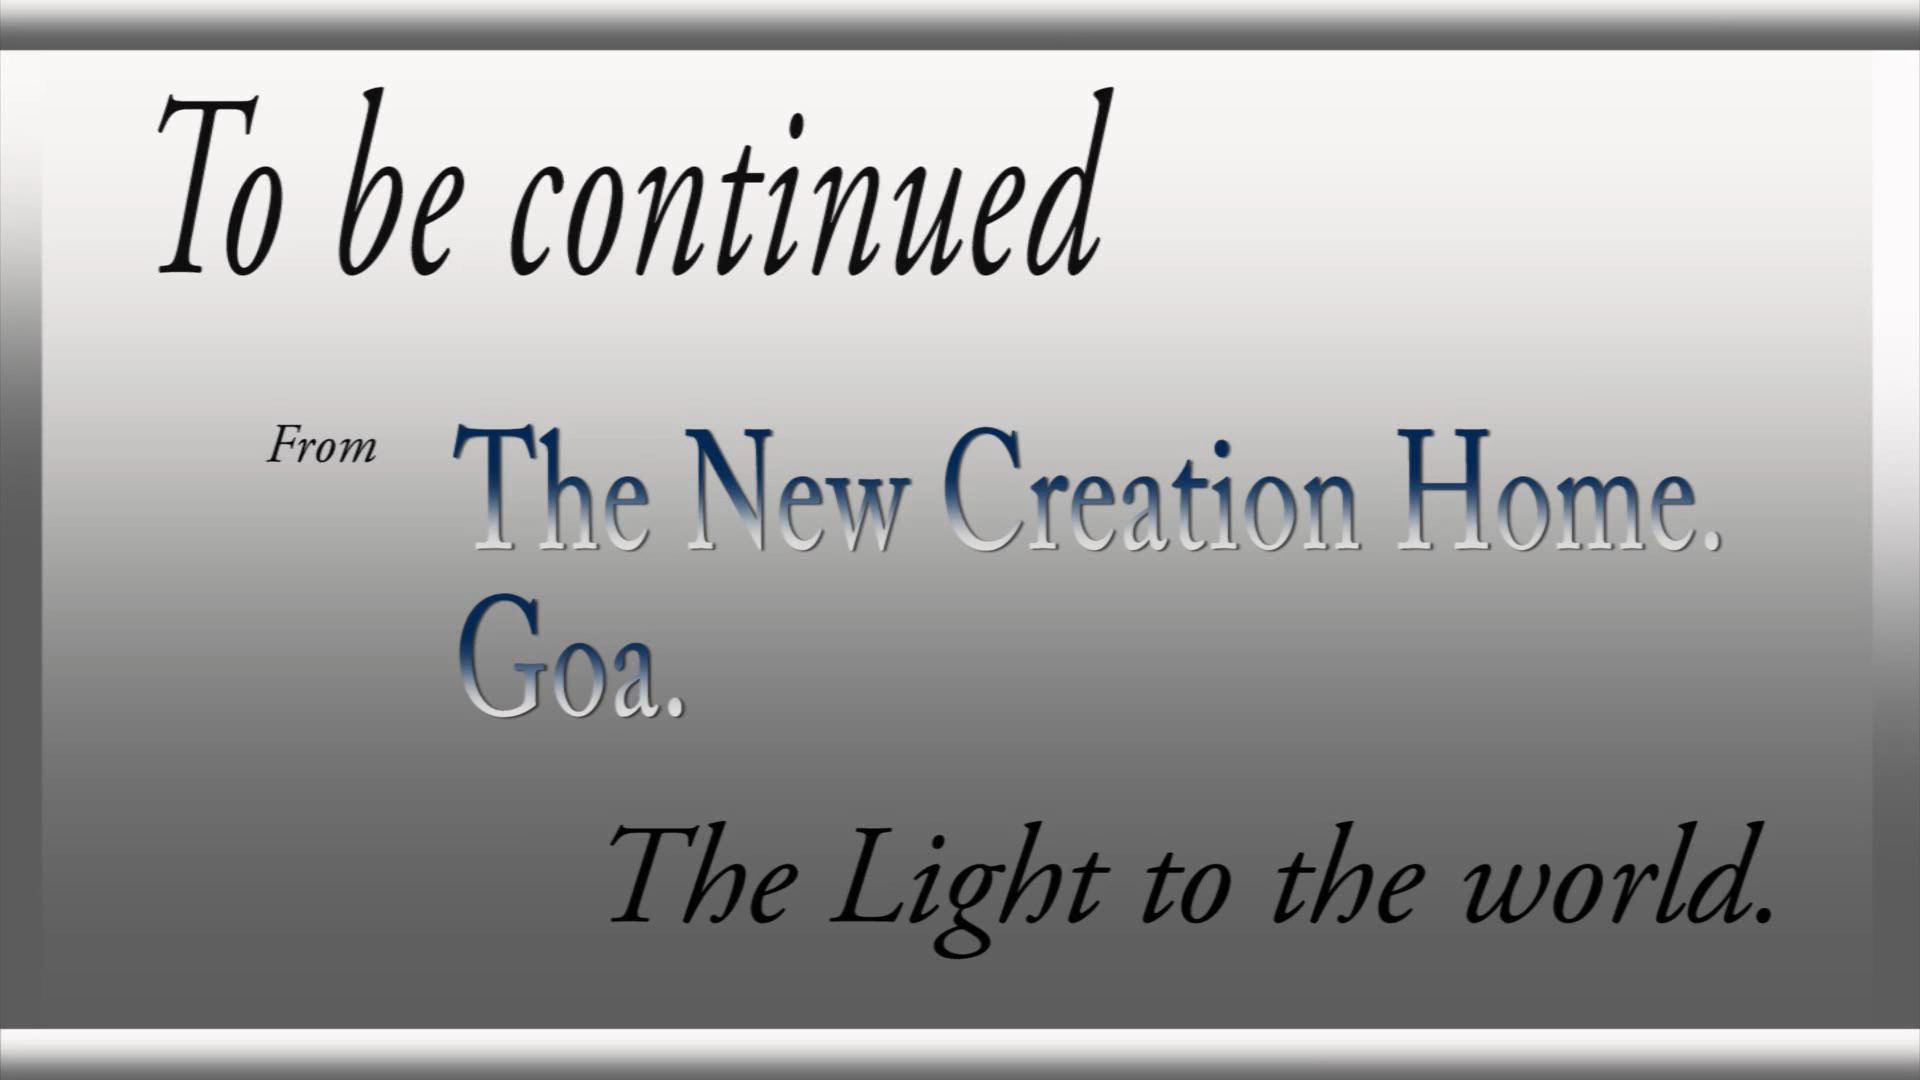 To be continued
From The New Creation Home.
Goa.
The Light to the world.